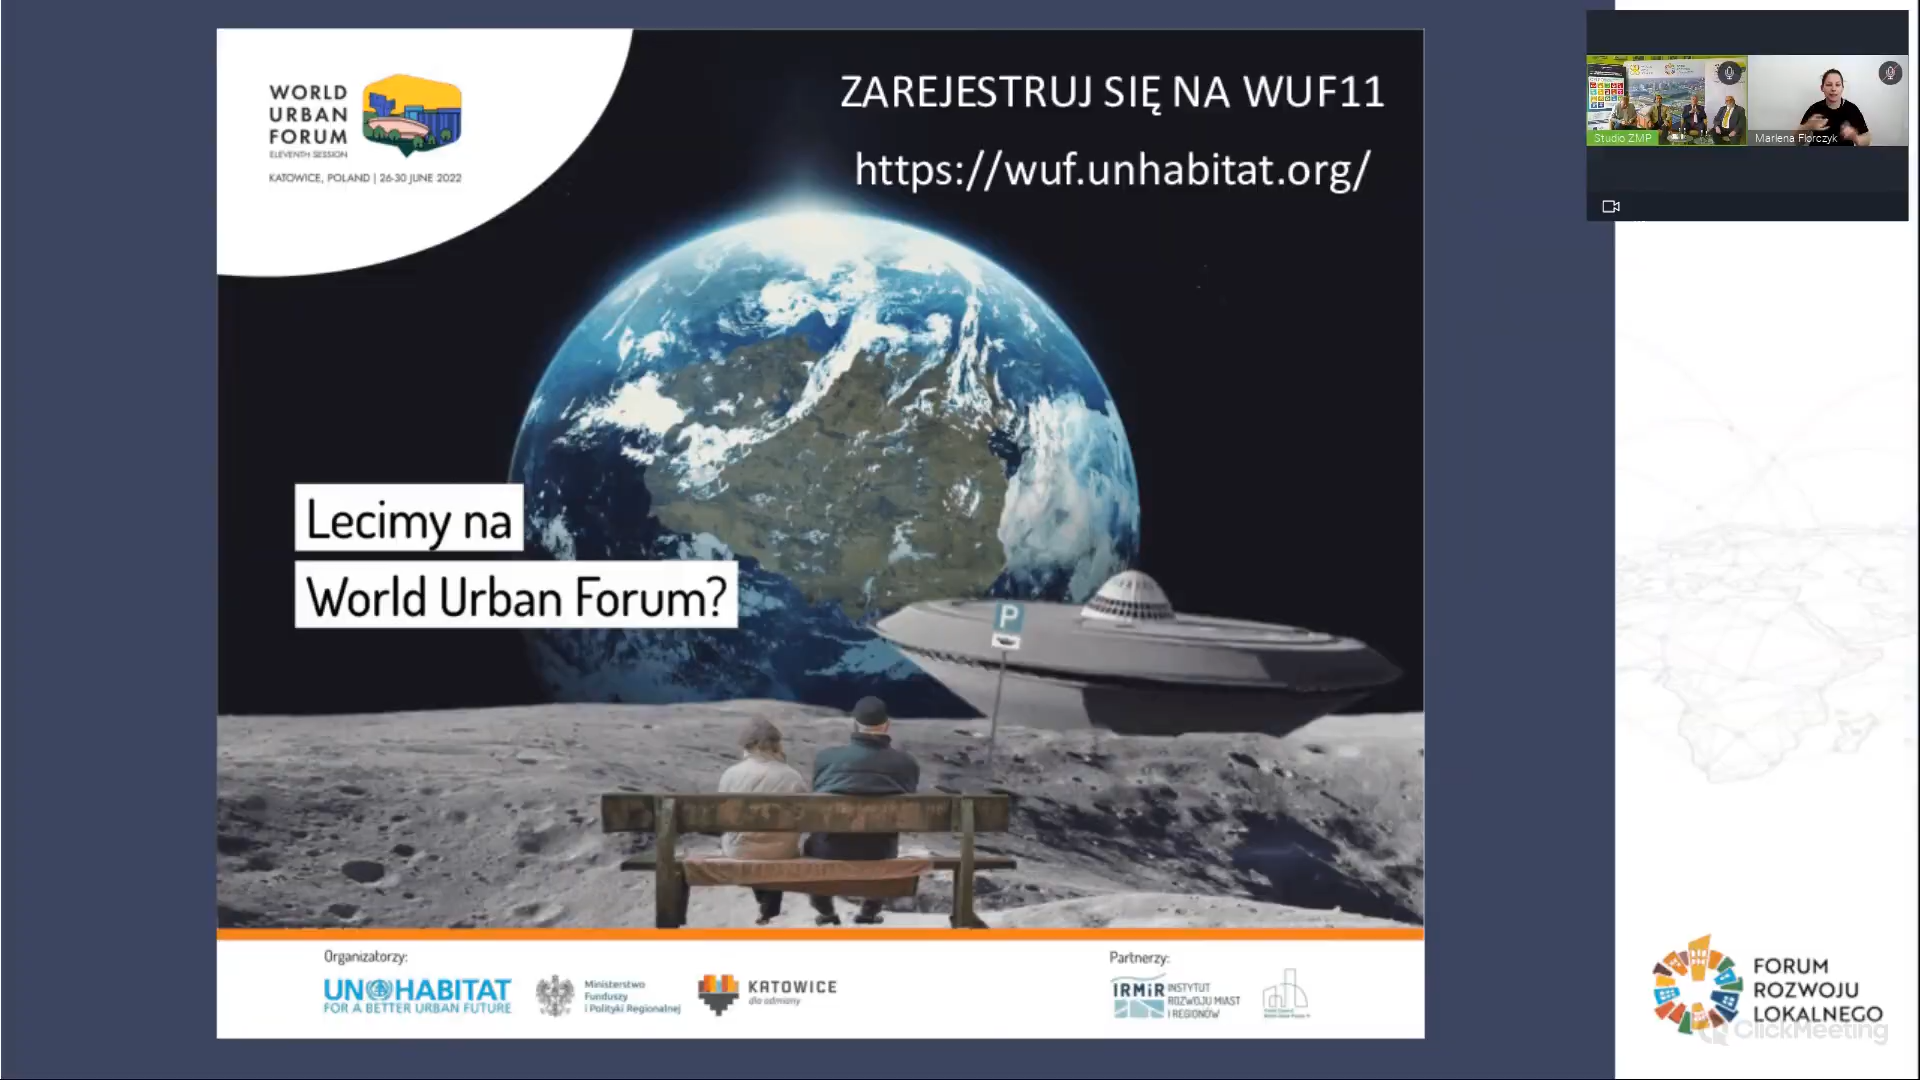 WORLD
URBAN
FORUM
ELEVENTH SESSION
KATOWICE, POLAND | 26-30 JUNE 2022
ZAREJESTRUJ SIĘ NA WUF11
https://wuf.unhabitat.org/
Lecimy na
World Urban Forum?
P
Organizatorzy:
UN HABITAT
FOR A BETTER URBAN FUTURE
Ministerstwo
Funduszy
i Polityki Regionalnej
KATOWICE
dla odmiany
Partnerzy:
IRMiR INSTYTUT
ROZWOJU MIAST
I REGIONÓW
Studio ZMP
Marlena Florczyk
FORUM
ROZWOJU
LOKALNEGO
ClickMeeting